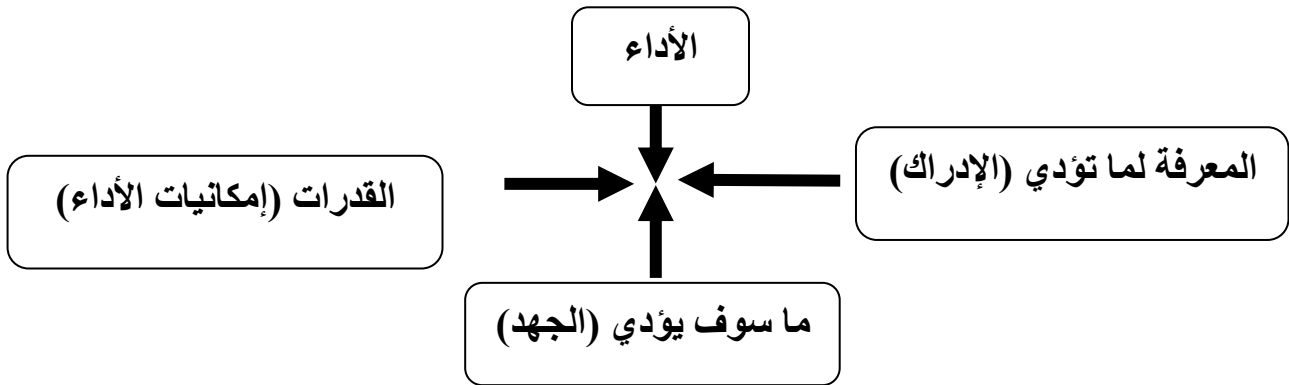 الأداء
المعرفة لما تؤدي (الإدراك)
القدرات (إمكانيات الأداء)
ما سوف يؤدي (الجهد)